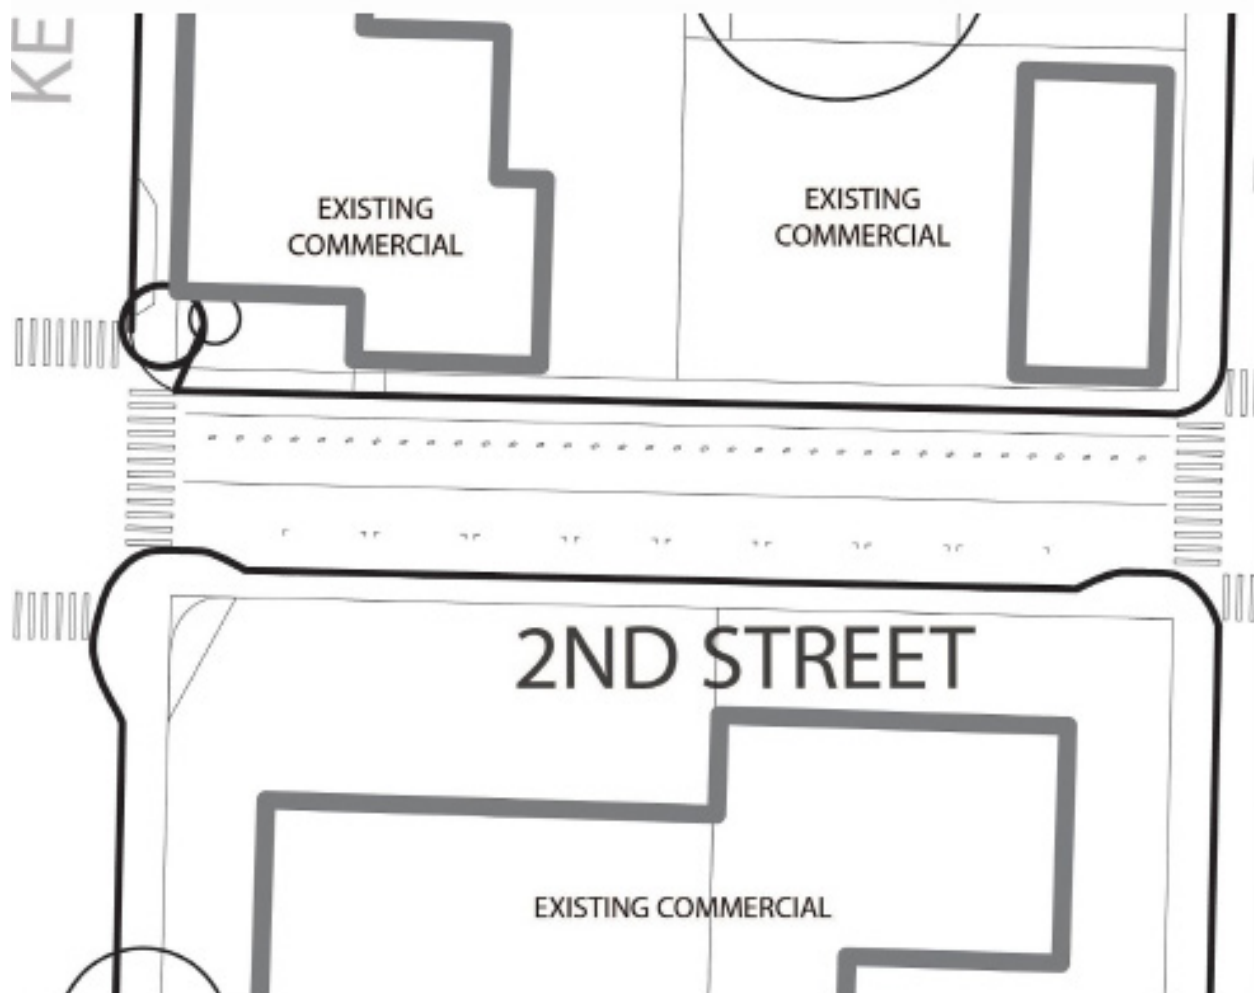 KE
EXISTING
COMMERCIAL
EXISTING
COMMERCIAL
2ND STREET
EXISTING COMMERCIAL